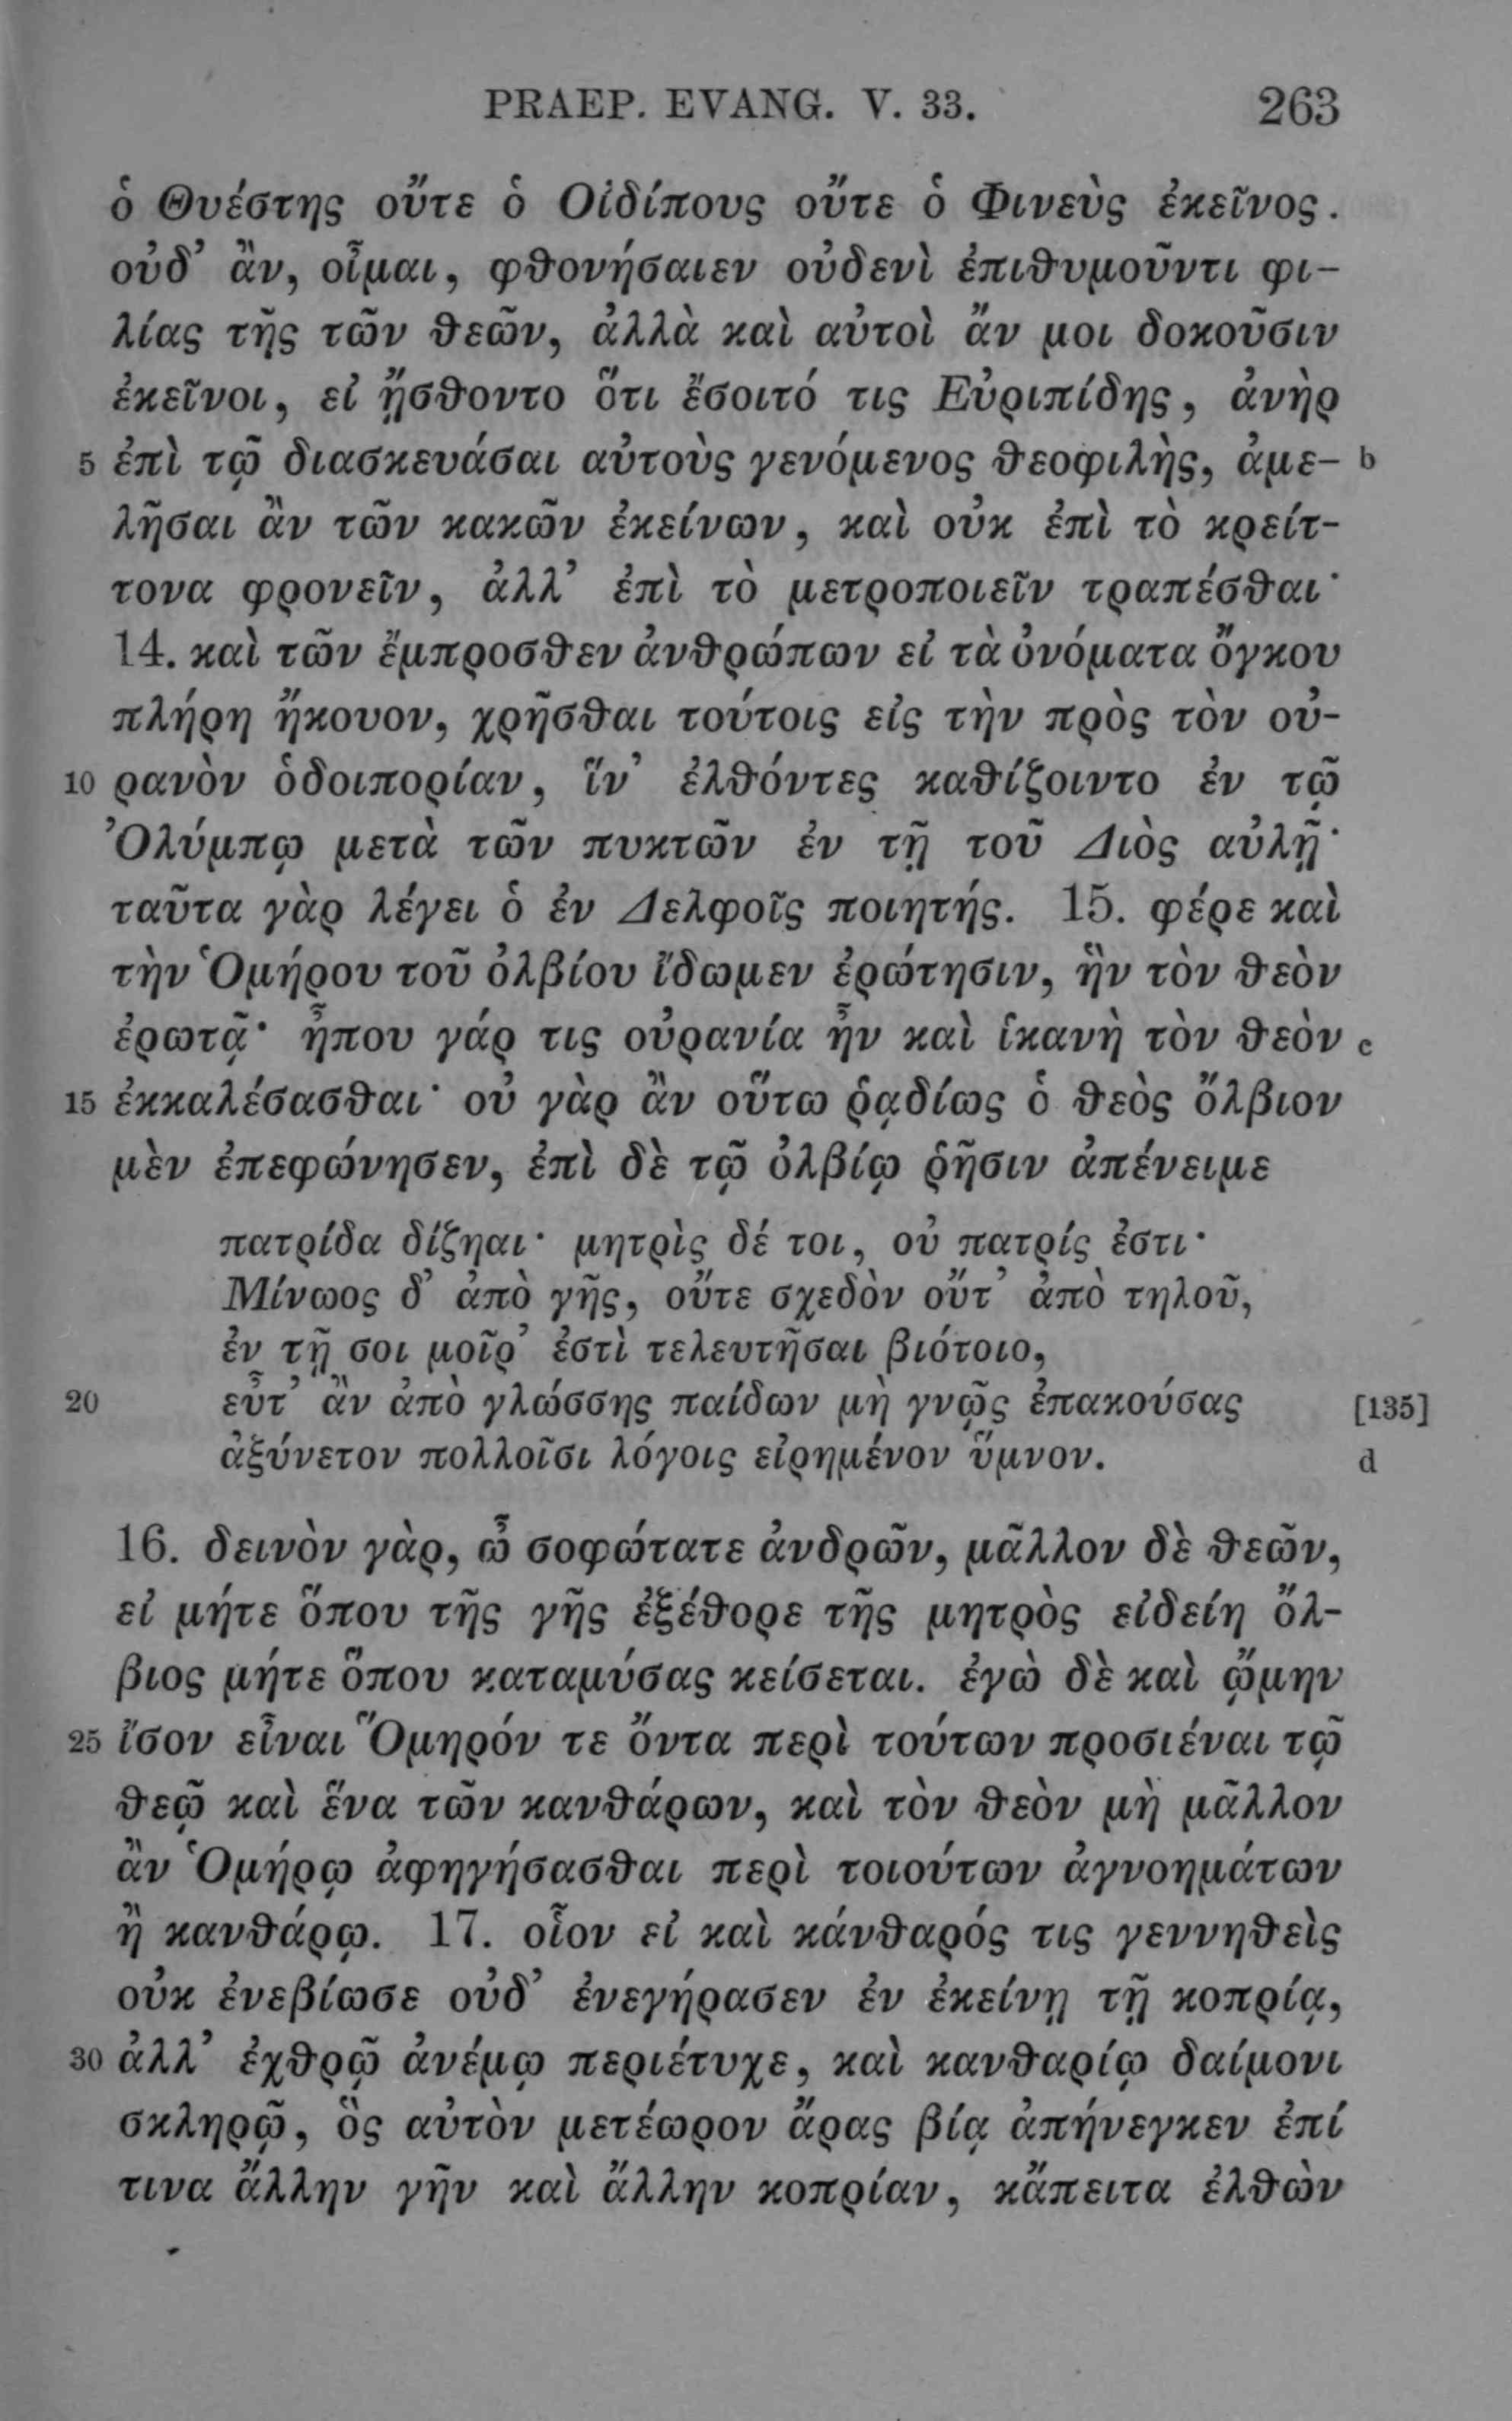 PRAEP. EVANG. V. 33. 263
ὁ Θυέστης οὔτε ὁ Οἰδίπους οὔτε ὁ Φινεὺς ἐκεῖνος.
οὐδ’ ἂν, οἶμαι, φθονήσαιεν οὐδενὶ ἐπιθυμοῦντι φι-
λίας τῆς τῶν θεῶν, ἀλλὰ καὶ αὐτοὶ ἄν μοι δοκοῦσιν
ἐκεῖνοι, εἰ ᾔσθοντο ὅτι ἔσοιτό τις Εὐριπίδης, ἀνὴρ
5 ἐπὶ τῷ διασκευάσαι αὐτοὺς γενόμενος θεοφιλὴς, ἀμε- b
λῆσαι ἂν τῶν κακῶν ἐκείνων, καὶ οὐκ ἐπὶ τὸ κρείτ-
τονα φρονεῖν, ἀλλ’ ἐπὶ τὸ μετροποιεῖν τραπέσθαι·
14. καὶ τῶν ἔμπροσθεν ἀνθρώπων εἰ τὰ ὀνόματα ὄγκου
πλήρη ἤκουον, χρῆσθαι τούτοις εἰς τὴν πρὸς τὸν οὐ-
10 ρανὸν ὁδοιπορίαν, ἵν’ ἐλθόντες καθίζοιντο ἐν τῷ
Ὀλύμπῳ μετὰ τῶν πυκτῶν ἐν τῇ τοῦ Διὸς αὐλῇ·
ταῦτα γὰρ λέγει ὁ ἐν Δελφοῖς ποιητής. 15. φέρε καὶ
τὴν Ὁμήρου τοῦ ὀλβίου ἴδωμεν ἐρώτησιν, ἣν τὸν θεὸν
ἐρωτᾷ· ἦπου γάρ τις οὐρανία ἦν καὶ ἱκανὴ τὸν θεὸν c
15 ἐκκαλέσασθαι· οὐ γὰρ ἂν οὕτω ῥᾳδίως ὁ θεὸς ὄλβιον
μὲν ἐπεφώνησεν, ἐπὶ δὲ τῷ ὀλβίῳ ῥῆσιν ἀπένειμε
πατρίδα δίζηαι· μητρὶς δέ τοι, οὐ πατρίς ἐστι·
Μίνωος δ’ ἀπὸ γῆς, οὔτε σχεδὸν οὔτ’ ἀπὸ τηλοῦ,
ἐν τῇ σοι μοῖρ’ ἐστὶ τελευτῆσαι βιότοιο,
20 εὖτ’ ἂν ἀπὸ γλώσσης παίδων μὴ γνῷς ἐπακούσας [135]
ἀξύνετον πολλοῖσι λόγοις εἰρημένον ὕμνον. d
16. δεινὸν γὰρ, ὦ σοφώτατε ἀνδρῶν, μᾶλλον δὲ θεῶν,
εἰ μήτε ὅπου τῆς γῆς ἐξέθορε τῆς μητρὸς εἰδείη ὄλ-
βιος μήτε ὅπου καταμύσας κείσεται. ἐγὼ δὲ καὶ ᾤμην
25 ἴσον εἶναι Ὅμηρόν τε ὄντα περὶ τούτων προσιέναι τῷ
θεῷ καὶ ἕνα τῶν κανθάρων, καὶ τὸν θεὸν μὴ μᾶλλον
ἂν Ὁμήρῳ ἀφηγήσασθαι περὶ τοιούτων ἀγνοημάτων
ἢ κανθάρῳ. 17. οἷον εἰ καὶ κάνθαρός τις γεννηθεὶς
οὐκ ἐνεβίωσε οὐδ’ ἐνεγήρασεν ἐν ἐκείνῃ τῇ κοπρίᾳ,
30 ἀλλ’ ἐχθρῷ ἀνέμῳ περιέτυχε, καὶ κανθαρίῳ δαίμονι
σκληρῷ, ὃς αὐτὸν μετέωρον ἄρας βίᾳ ἀπήνεγκεν ἐπί
τινα ἄλλην γῆν καὶ ἄλλην κοπρίαν, κἄπειτα ἐλθὼν